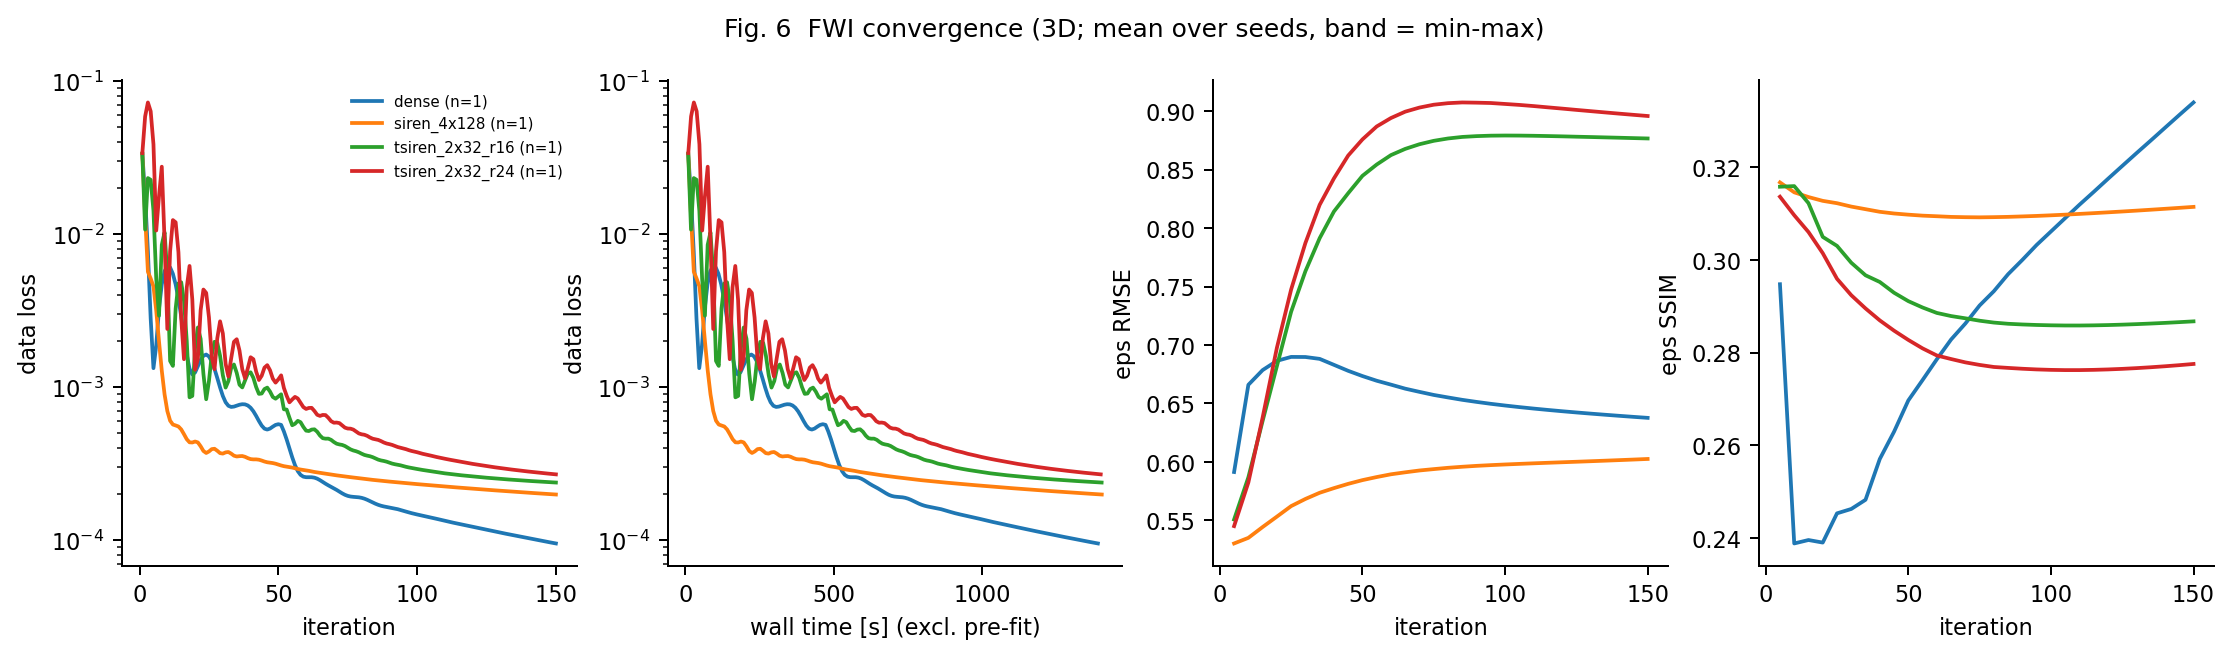 Fig. 6  FWI convergence (3D; mean over seeds, band = min-max)
data loss
10⁻¹
10⁻²
10⁻³
10⁻⁴
dense (n=1)
siren_4x128 (n=1)
tsiren_2x32_r16 (n=1)
tsiren_2x32_r24 (n=1)
0 50 100 150
iteration
data loss
10⁻¹
10⁻²
10⁻³
10⁻⁴
0 500 1000
wall time [s] (excl. pre-fit)
eps RMSE
0.90
0.85
0.80
0.75
0.70
0.65
0.60
0.55
0 50 100 150
iteration
eps SSIM
0.32
0.30
0.28
0.26
0.24
0 50 100 150
iteration